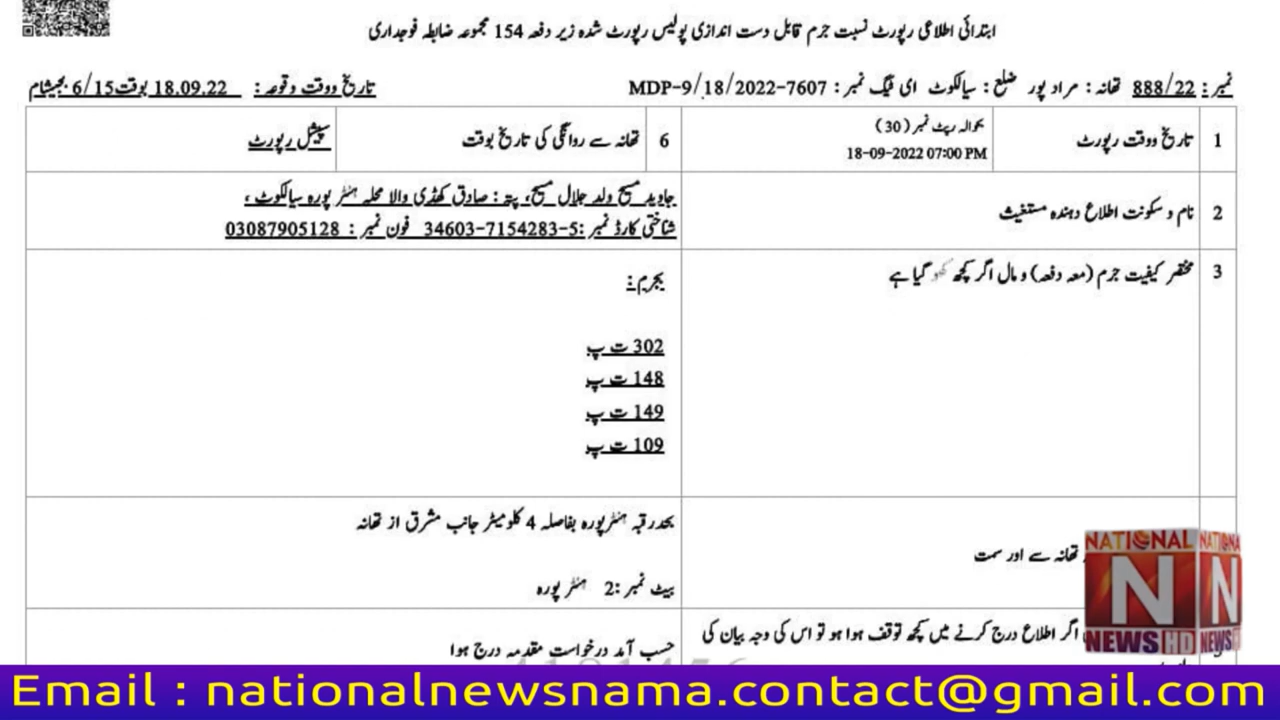 ابتدائی اطلاعی رپورٹ نسبت جرم قابل دست اندازی پولیس رپورٹ شدہ زیر دفعہ 154 مجموعہ ضابطہ فوجداری
نمبر: 888/22 تھانہ: مراد پور ضلع: سیالکوٹ ای ٹیگ نمبر: MDP-9/18/2022-7607 تاریخ ووقت وقوعہ: 18.09.22 بوقت 6/15 بجےشام
1 تاریخ ووقت رپورٹ
بحوالہ رپٹ نمبر (30)
18-09-2022 07:00 PM
6 تھانہ سے روانگی کی تاریخ بوقت
سپیشل رپورٹ
2 نام و سکونت اطلاع دہندہ مستغیث
جاوید مسیح ولد جلال مسیح، پتہ: صادق کھڈی والا محلہ ہنٹر پورہ سیالکوٹ،
شناختی کارڈ نمبر: 34603-7154283-5 فون نمبر: 03087905128
3 مختصر کیفیت جرم (معہ دفعہ) و مال اگر کچھ کھو گیا ہے
بجرم:
302 ت پ
148 ت پ
149 ت پ
109 ت پ
تھانہ سے اور سمت
بحدرقبہ ہنٹرپورہ بفاصلہ 4 کلومیٹر جانب مشرق از تھانہ
بیٹ نمبر: 2 ہنٹر پورہ
اگر اطلاع درج کرنے میں کچھ توقف ہوا ہو تو اس کی وجہ بیان کی
حسب آمد درخواست مقدمہ درج ہوا
NATIONAL
N
NEWS HD
NATIONAL
N
NEWS
Email : nationalnewsnama.contact@gmail.com